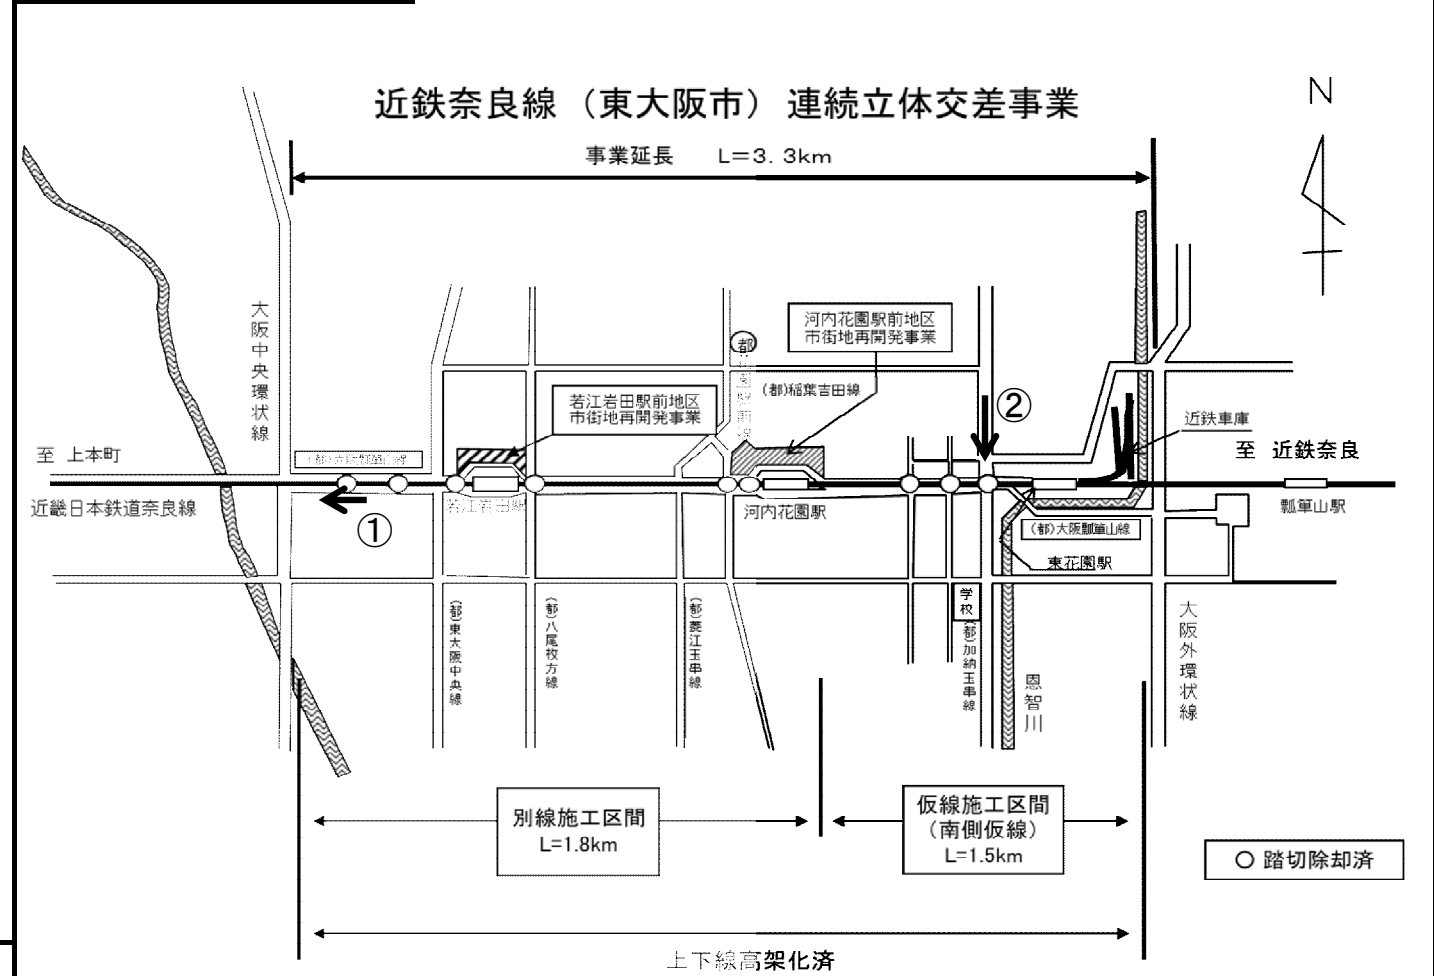 近鉄奈良線（東大阪市）連続立体交差事業
N
事業延長　L＝3．3km
大阪中央環状線
河内花園駅前地区
市街地再開発事業
都
(都)稲葉吉田線
若江岩田駅前地区
市街地再開発事業
②
近鉄車庫
至 上本町
至 近鉄奈良
(都)大阪瓢箪山線
近畿日本鉄道奈良線
①
若江岩田線
河内花園駅
(都)大阪瓢箪山線
瓢箪山駅
東花園駅
(都)東大阪中央線
(都)八尾枚方線
(都)菱江玉串線
学校
(都)加納玉串線
恩智川
大阪外環状線
別線施工区間
L=1.8km
仮線施工区間
（南側仮線）
L=1.5km
○ 踏切除却済
上下線高架化済